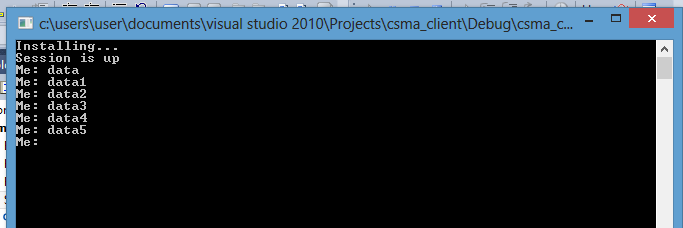 c:\users\user\documents\visual studio 2010\Projects\csma_client\Debug\csma_c...
Installing...
Session is up
Me: data
Me: data1
Me: data2
Me: data3
Me: data4
Me: data5
Me: